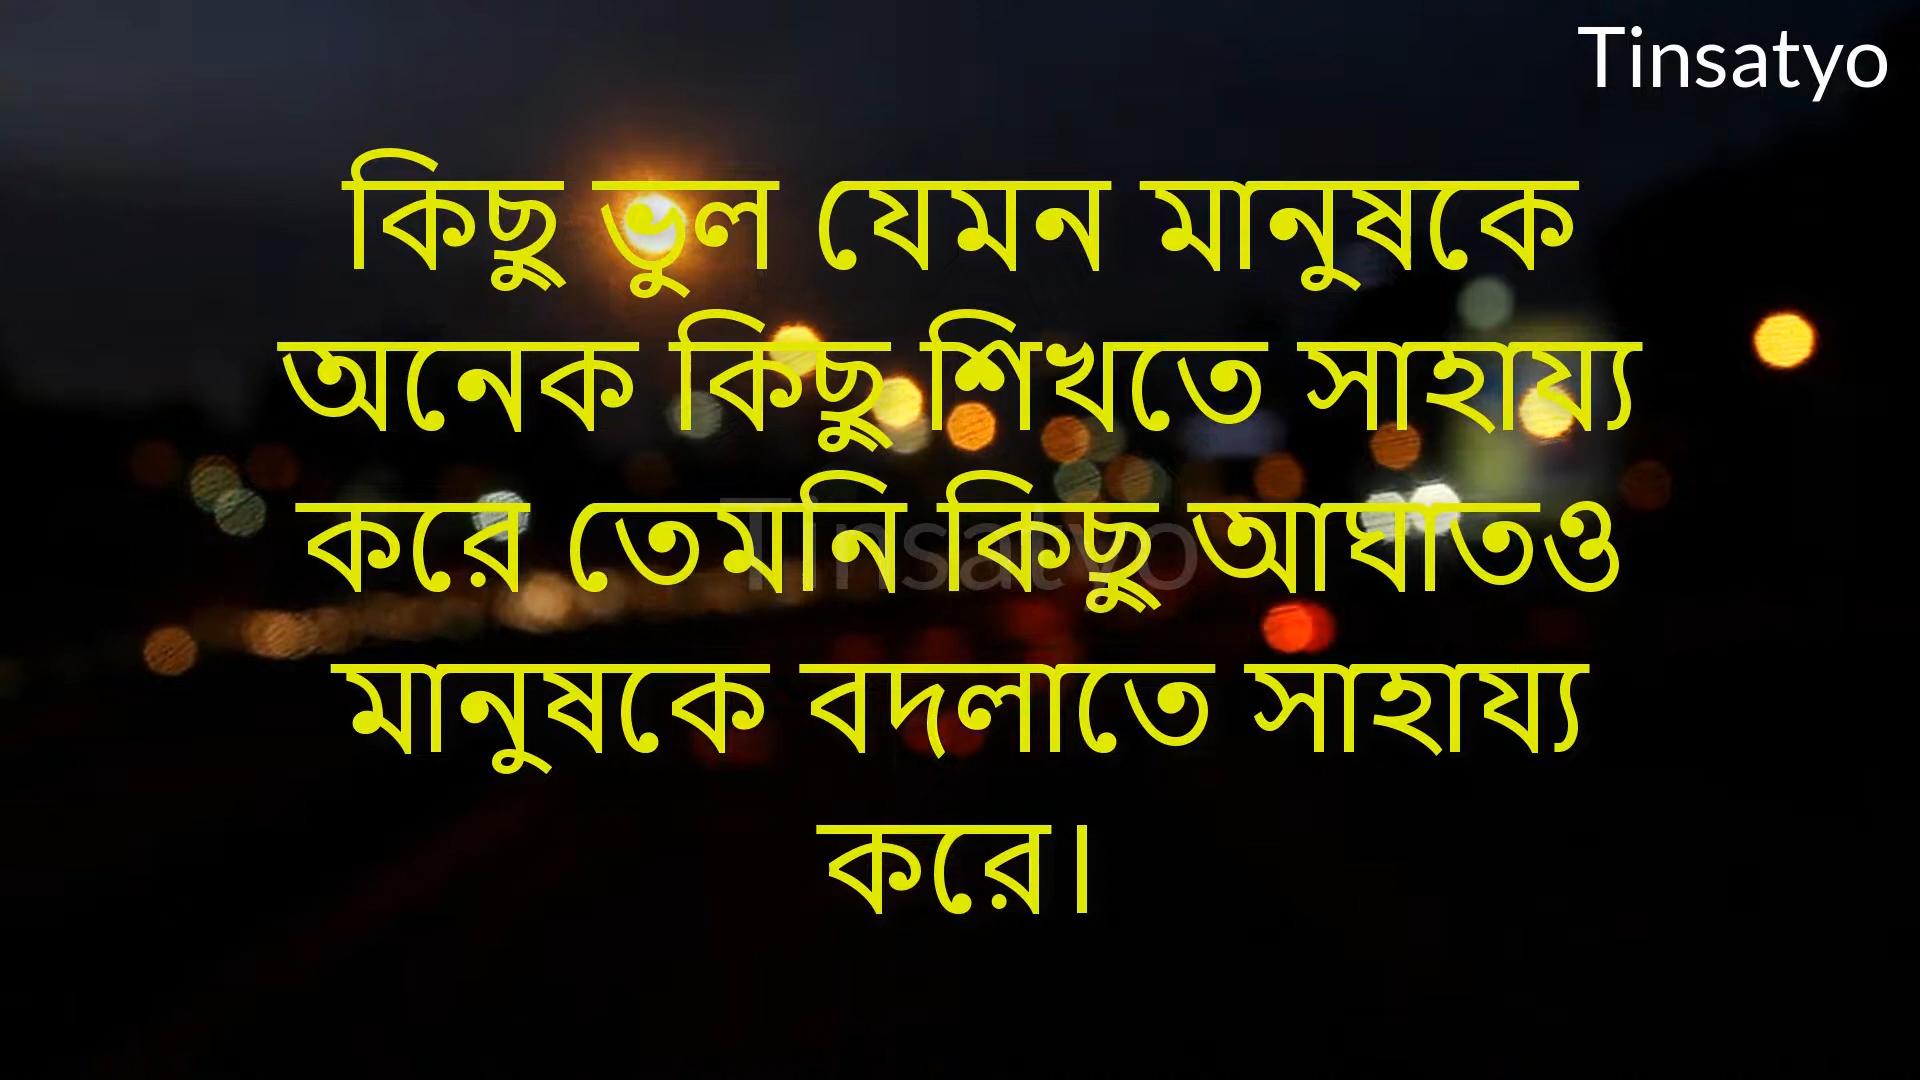 Tinsatyo
কিছু ভুল যেমন মানুষকে
অনেক কিছু শিখতে সাহায্য
করে তেমনি কিছু আঘাতও
Tinsatyo
মানুষকে বদলাতে সাহায্য
করে।